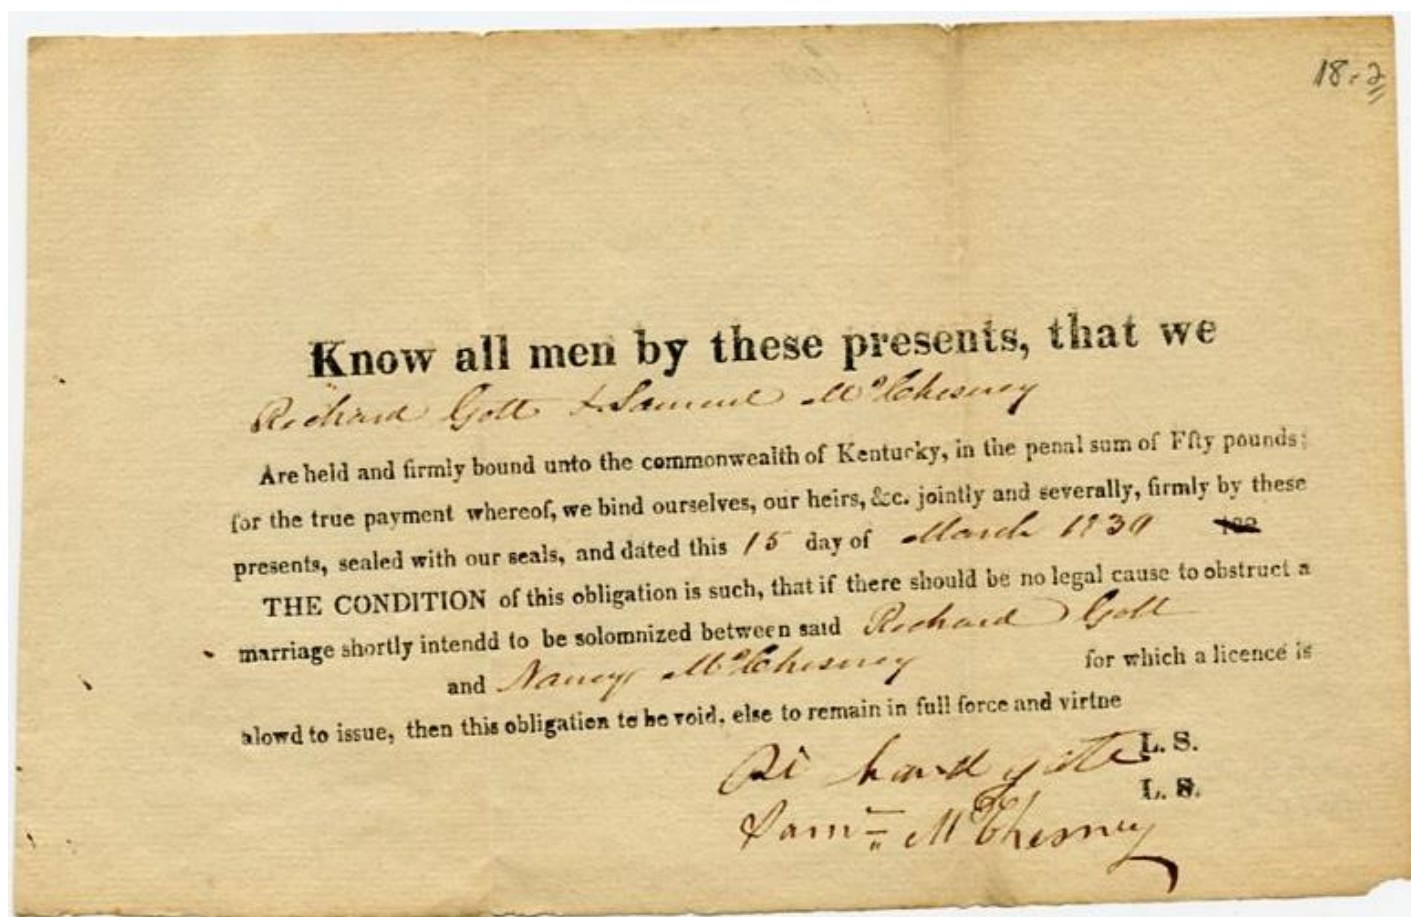 18.2
Know all men by these presents, that we
Richard Gott & Samuel McChesney
Are held and firmly bound unto the commonwealth of Kentucky, in the penal sum of Ffty pounds;
for the true payment whereof, we bind ourselves, our heirs, &c. jointly and severally, firmly by these
presents, sealed with our seals, and dated this 15 day of March 1839
THE CONDITION of this obligation is such, that if there should be no legal cause to obstruct a
marriage shortly intendd to be solomnized between said Richard Gott
and Nancy McChesney for which a licence is
alowd to issue, then this obligation to be void, else to remain in full force and virtne
Richard gott L. S.
L. S.
Saml McChesney